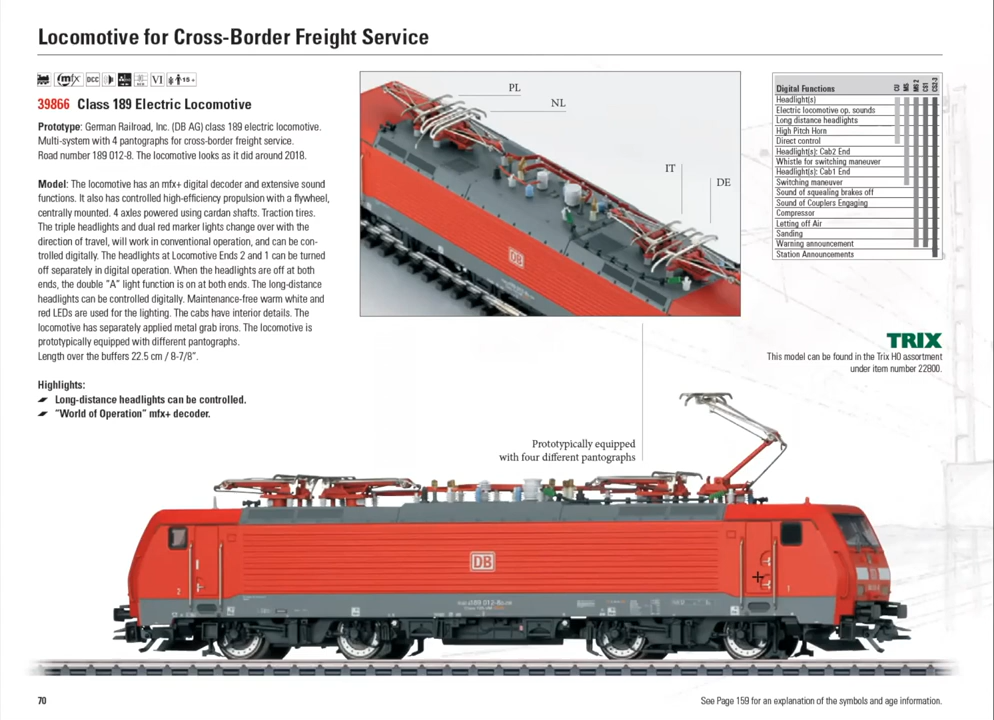 Locomotive for Cross-Border Freight Service
mfx DCC VI 15+
39866 Class 189 Electric Locomotive
Prototype: German Railroad, Inc. (DB AG) class 189 electric locomotive.
Multi-system with 4 pantographs for cross-border freight service.
Road number 189 012-8. The locomotive looks as it did around 2018.
Model: The locomotive has an mfx+ digital decoder and extensive sound
functions. It also has controlled high-efficiency propulsion with a flywheel,
centrally mounted. 4 axles powered using cardan shafts. Traction tires.
The triple headlights and dual red marker lights change over with the
direction of travel, will work in conventional operation, and can be con-
trolled digitally. The headlights at Locomotive Ends 2 and 1 can be turned
off separately in digital operation. When the headlights are off at both
ends, the double "A" light function is on at both ends. The long-distance
headlights can be controlled digitally. Maintenance-free warm white and
red LEDs are used for the lighting. The cabs have interior details. The
locomotive has separately applied metal grab irons. The locomotive is
prototypically equipped with different pantographs.
Length over the buffers 22.5 cm / 8-7/8".
Highlights:
Long-distance headlights can be controlled.
"World of Operation" mfx+ decoder.
PL
NL
IT
DE
DB
Digital Functions CU MS MS 2 CS1 CS2-3
Headlight(s)
Electric locomotive op. sounds
Long distance headlights
High Pitch Horn
Direct control
Headlight(s): Cab2 End
Whistle for switching maneuver
Headlight(s): Cab1 End
Switching maneuver
Sound of squealing brakes off
Sound of Couplers Engaging
Compressor
Letting off Air
Sanding
Warning announcement
Station Announcements
TRIX
This model can be found in the Trix H0 assortment
under item number 22800.
Prototypically equipped
with four different pantographs
DB
2
1
189 012-8
70
See Page 159 for an explanation of the symbols and age information.